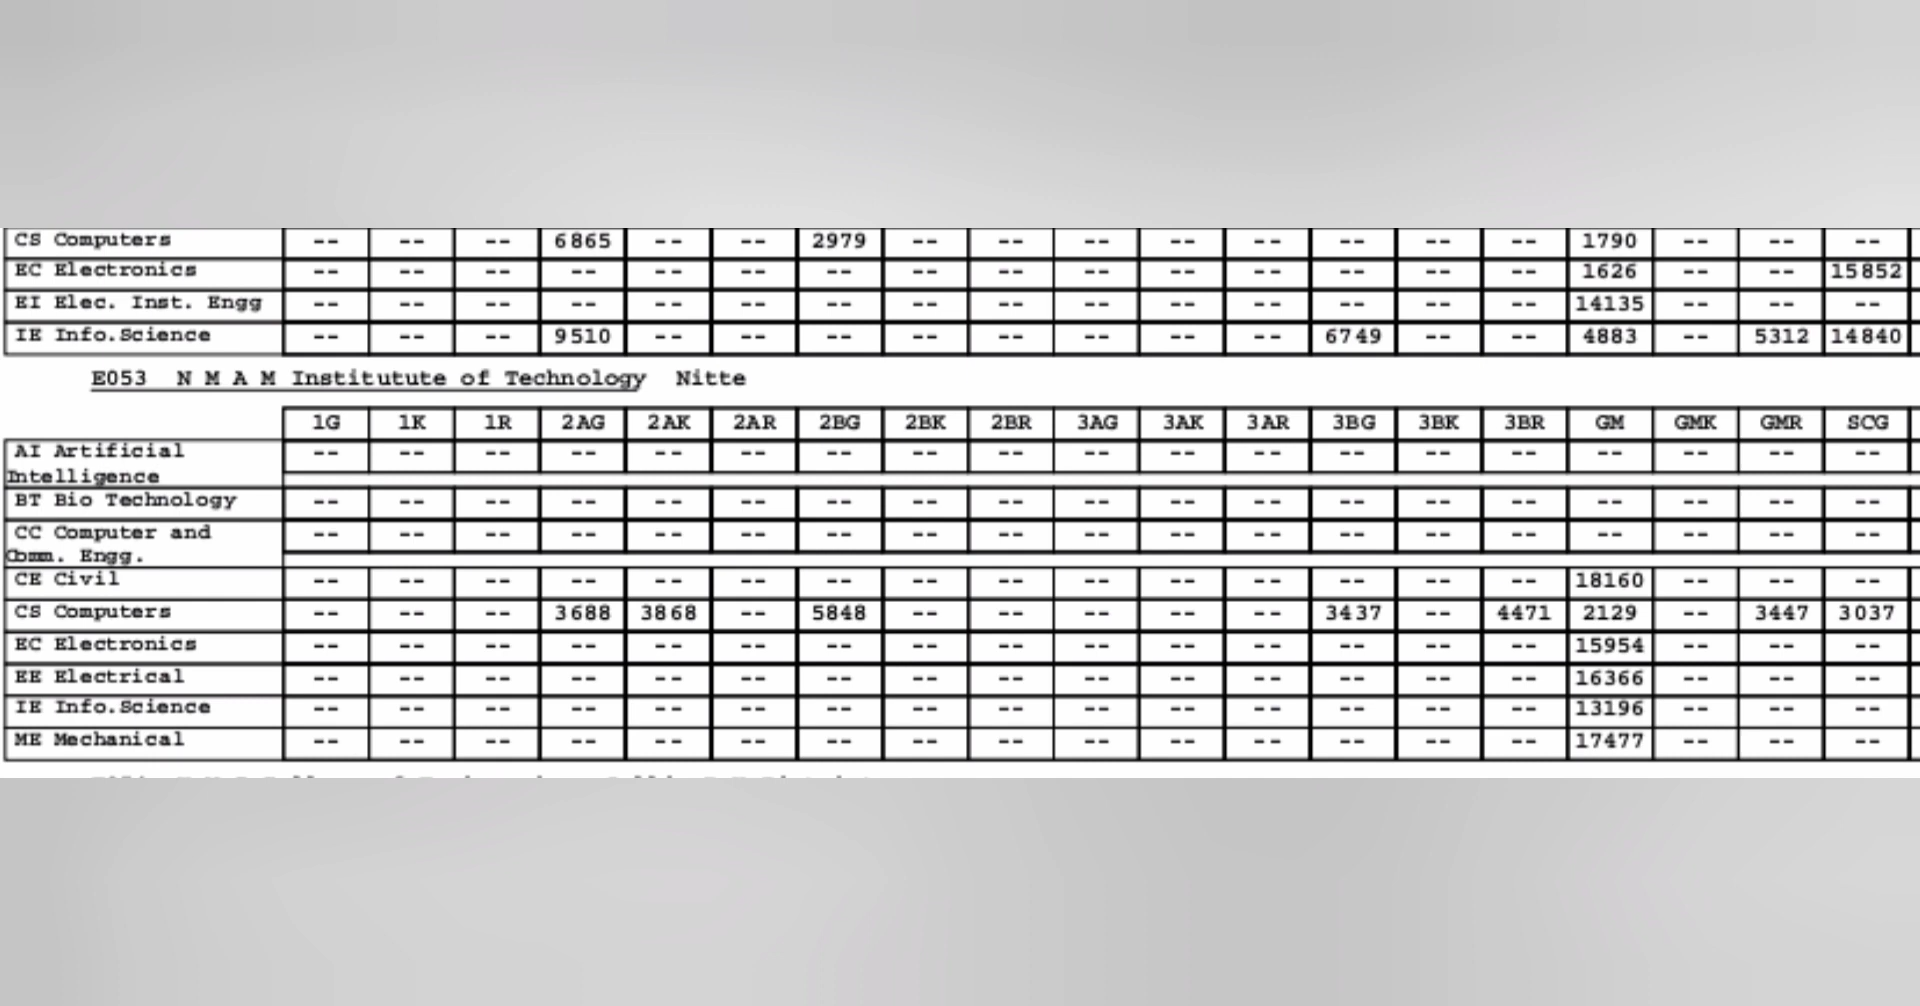 CS Computers -- -- -- 6865 -- -- 2979 -- -- -- -- -- -- -- -- 1790 -- -- --
EC Electronics -- -- -- -- -- -- -- -- -- -- -- -- -- -- -- 1626 -- -- 15852
EI Elec. Inst. Engg -- -- -- -- -- -- -- -- -- -- -- -- -- -- -- 14135 -- -- --
IE Info.Science -- -- -- 9510 -- -- -- -- -- -- -- -- 6749 -- -- 4883 -- 5312 14840
E053 N M A M Institutute of Technology Nitte
1G 1K 1R 2AG 2AK 2AR 2BG 2BK 2BR 3AG 3AK 3AR 3BG 3BK 3BR GM GMK GMR SCG
AI Artificial -- -- -- -- -- -- -- -- -- -- -- -- -- -- -- -- -- -- --
Intelligence
BT Bio Technology -- -- -- -- -- -- -- -- -- -- -- -- -- -- -- -- -- -- --
CC Computer and -- -- -- -- -- -- -- -- -- -- -- -- -- -- -- -- -- -- --
Comm. Engg.
CE Civil -- -- -- -- -- -- -- -- -- -- -- -- -- -- -- 18160 -- -- --
CS Computers -- -- -- 3688 3868 -- 5848 -- -- -- -- -- 3437 -- 4471 2129 -- 3447 3037
EC Electronics -- -- -- -- -- -- -- -- -- -- -- -- -- -- -- 15954 -- -- --
EE Electrical -- -- -- -- -- -- -- -- -- -- -- -- -- -- -- 16366 -- -- --
IE Info.Science -- -- -- -- -- -- -- -- -- -- -- -- -- -- -- 13196 -- -- --
ME Mechanical -- -- -- -- -- -- -- -- -- -- -- -- -- -- -- 17477 -- -- --